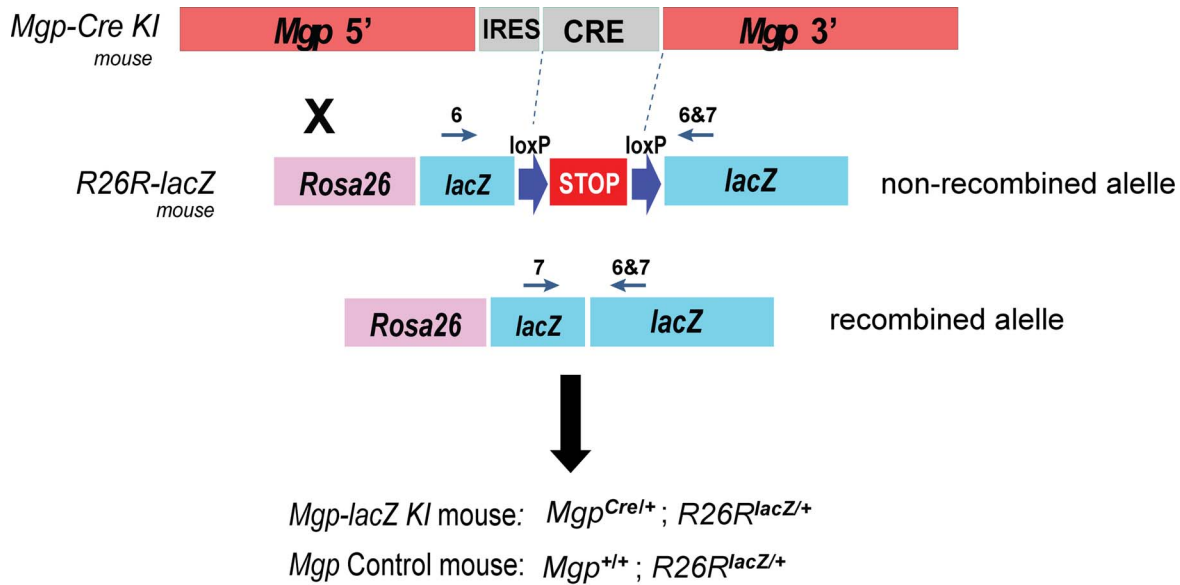 Mgp-Cre KI Mgp 5’ IRES CRE Mgp 3’
mouse
X
6 6&7
loxP loxP
R26R-lacZ Rosa26 lacZ STOP lacZ non-recombined alelle
mouse
7 6&7
Rosa26 lacZ lacZ recombined alelle
Mgp-lacZ KI mouse: Mgp^Cre/+ ; R26R^lacZ/+
Mgp Control mouse: Mgp^+/+ ; R26R^lacZ/+